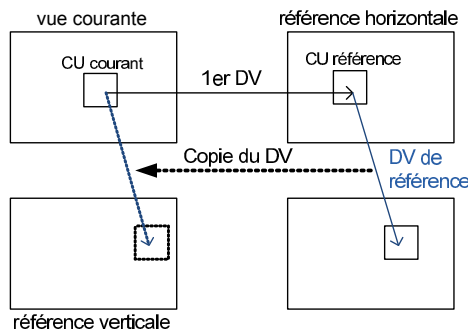 vue courante
référence horizontale
CU courant
CU référence
1er DV
Copie du DV
DV de
référence
référence verticale